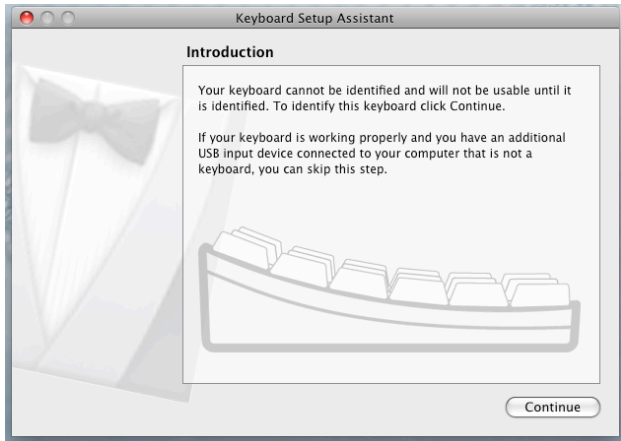 Keyboard Setup Assistant
Introduction
Your keyboard cannot be identified and will not be usable until it
is identified. To identify this keyboard click Continue.
If your keyboard is working properly and you have an additional
USB input device connected to your computer that is not a
keyboard, you can skip this step.
Continue